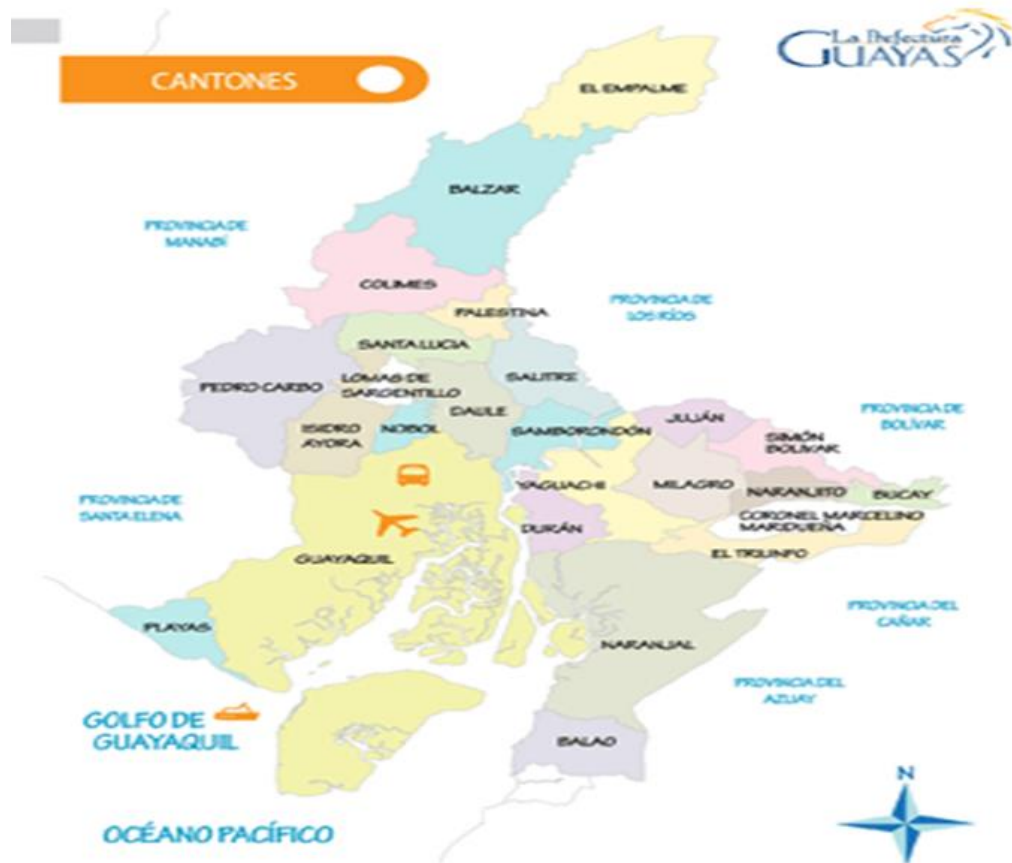 La Prefectura
GUAYAS
CANTONES
EL EMPALME
BALZAR
PROVINCIA DE
MANABÍ
COLIMES
PROVINCIA DE
LOS RÍOS
PALESTINA
SANTA LUCIA
PEDRO CARBO
LOMAS DE
SARGENTILLO
SALITRE
DAULE
JUJÁN
PROVINCIA DE
BOLÍVAR
ISIDRO
AYORA
NOBOL
SAMBORONDÓN
SIMÓN
BOLIVAR
YAGUACHI
MILAGRO
NARANJITO
BUCAY
PROVINCIA DE
SANTA ELENA
DURÁN
CORONEL MARCELINO
MARIDUEÑA
EL TRIUNFO
GUAYAQUIL
PROVINCIA DEL
CAÑAR
PLAYAS
NARANJAL
PROVINCIA DEL
AZUAY
GOLFO DE
GUAYAQUIL
BALAO
N
OCÉANO PACÍFICO